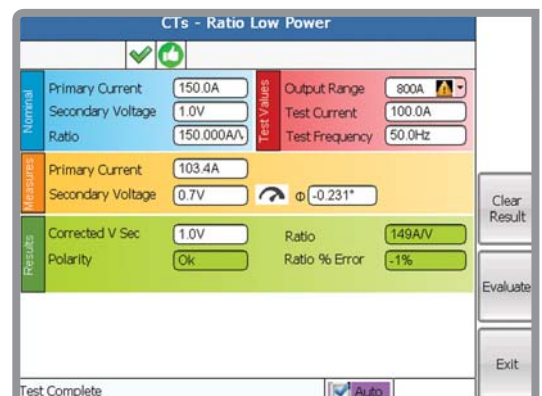 CTs - Ratio Low Power
Nominal
Primary Current 150.0A
Secondary Voltage 1.0V
Ratio 150.000A/V
Test Values
Output Range 800A
Test Current 100.0A
Test Frequency 50.0Hz
Measures
Primary Current 103.4A
Secondary Voltage 0.7V Φ -0.231°
Results
Corrected V Sec 1.0V
Polarity Ok
Ratio 149A/V
Ratio % Error -1%
Clear
Result
Evaluate
Exit
Test Complete
Auto